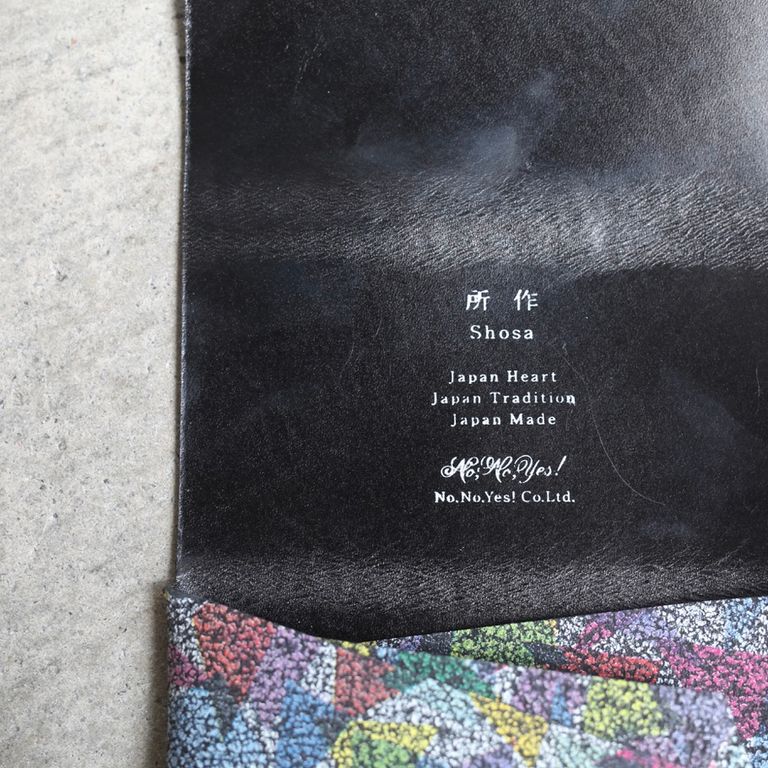 所作
Shosa
Japan Heart
Japan Tradition
Japan Made
No, No, Yes!
No.No.Yes! Co.Ltd.